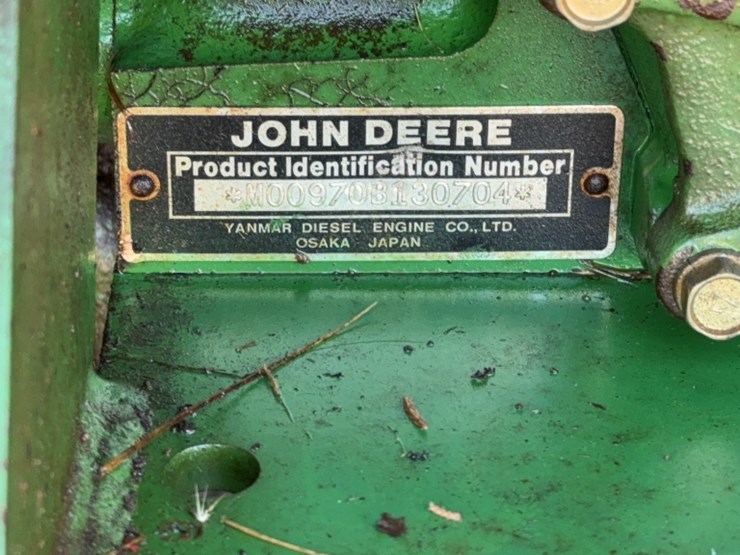 JOHN DEERE
Product Identification Number
*M00970B130704*
YANMAR DIESEL ENGINE CO., LTD.
OSAKA JAPAN